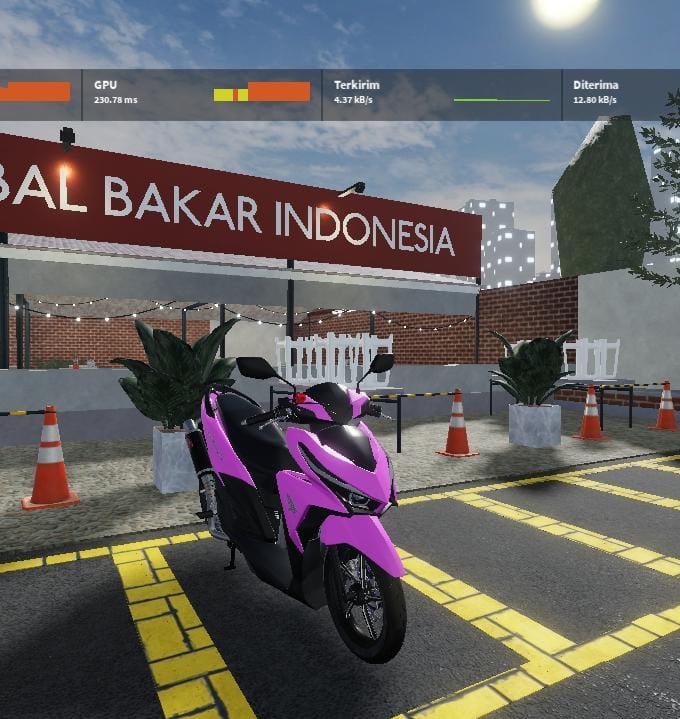 GPU
230.78 ms
Terkirim
4.37 kB/s
Diterima
12.80 kB/s
BAL BAKAR INDONESIA